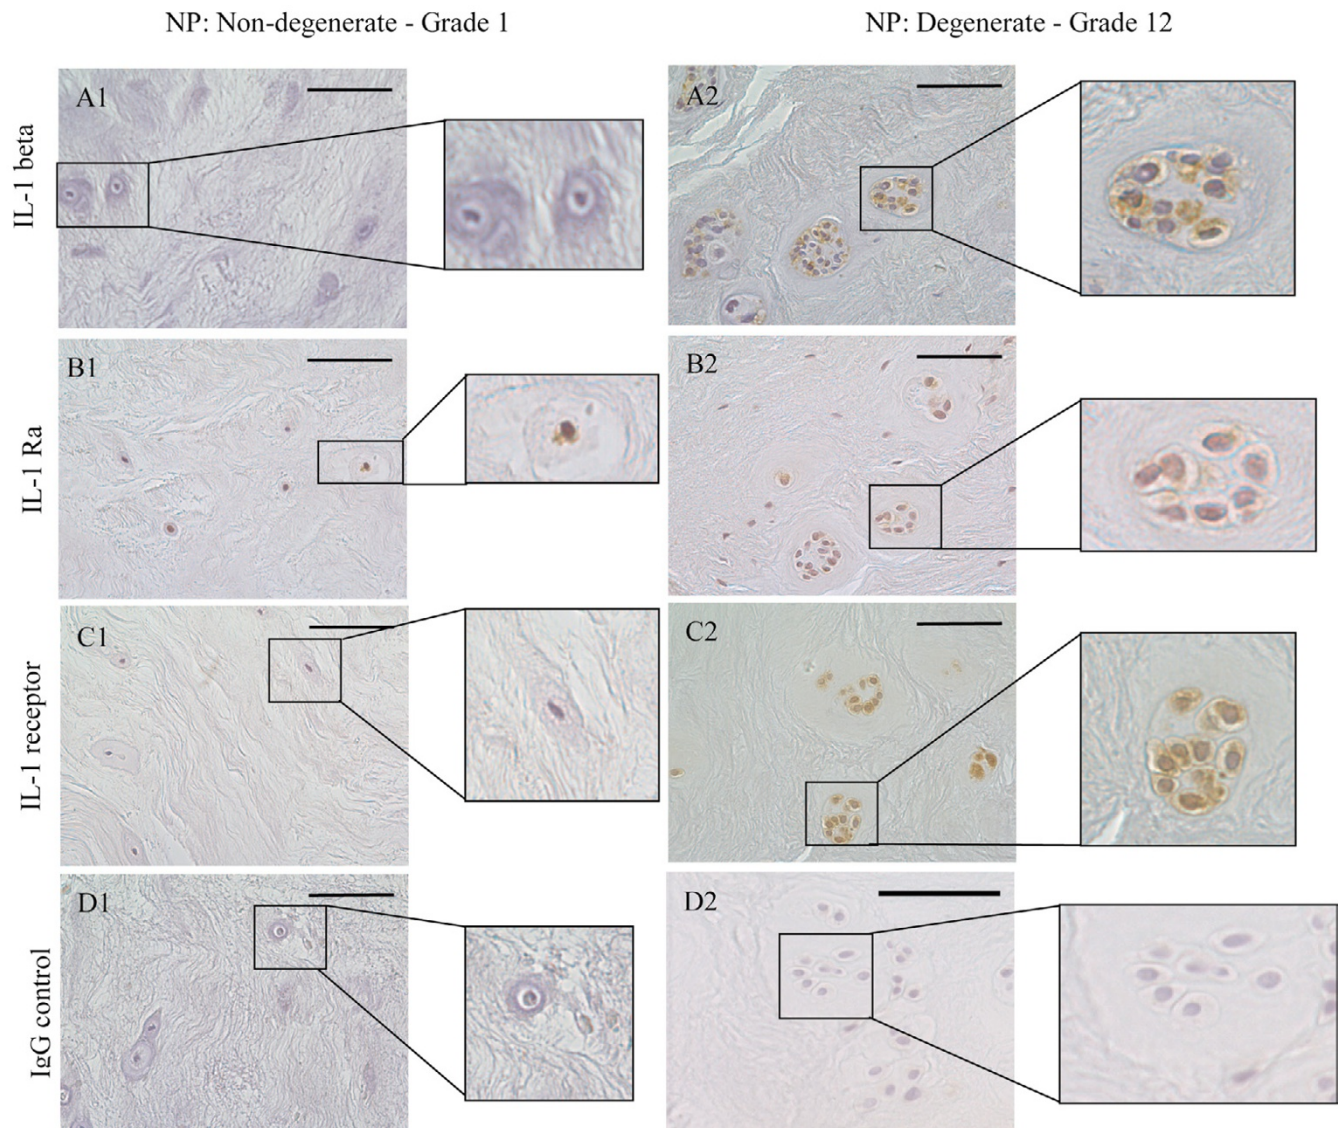 NP: Non-degenerate - Grade 1
NP: Degenerate - Grade 12
IL-1 beta
A1
A2
IL-1 Ra
B1
B2
IL-1 receptor
C1
C2
IgG control
D1
D2